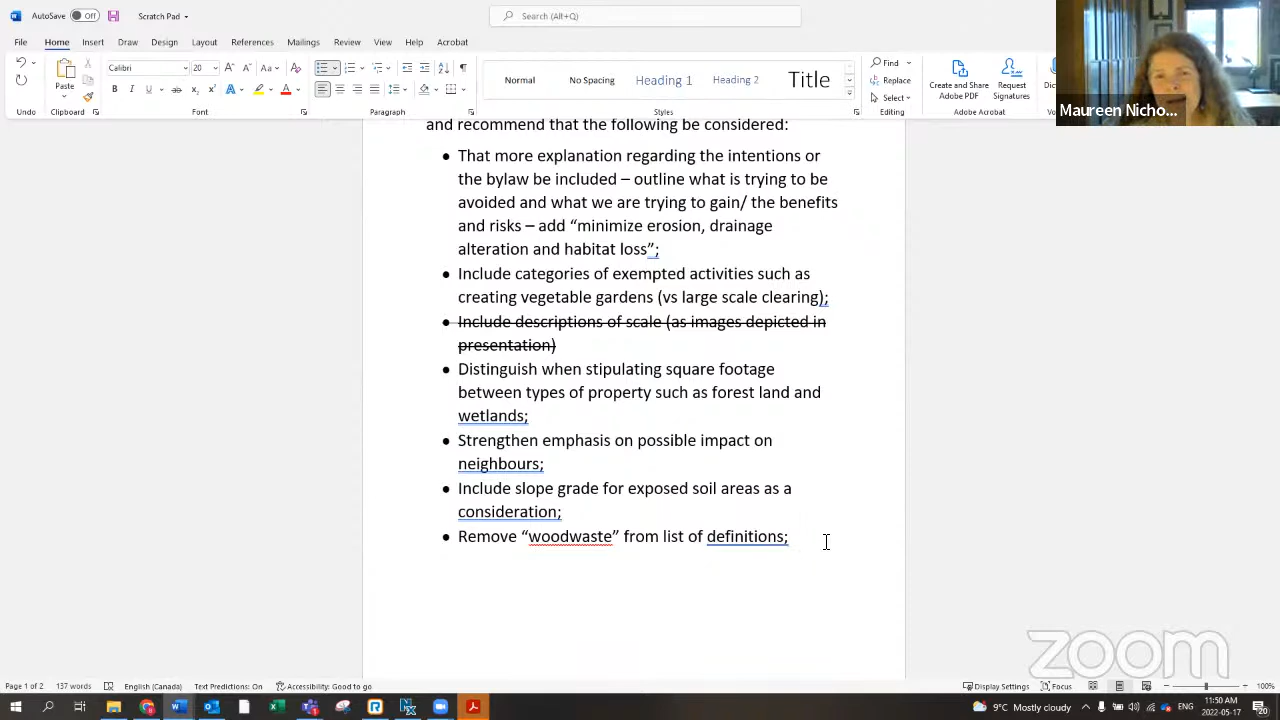 AutoSave Off Scratch Pad Search (Alt+Q)
File Home Insert Draw Design Layout References Mailings Review View Help Acrobat
Calibri 20 Find
Paste Normal No Spacing Heading 1 Heading 2 Title Replace Create and Share Adobe PDF Request Signatures
Select
Undo Clipboard Font Paragraph Styles Editing Adobe Acrobat
Maureen Nicho...
and recommend that the following be considered:
• That more explanation regarding the intentions or
the bylaw be included – outline what is trying to be
avoided and what we are trying to gain/ the benefits
and risks – add “minimize erosion, drainage
alteration and habitat loss”;
• Include categories of exempted activities such as
creating vegetable gardens (vs large scale clearing);
• Include descriptions of scale (as images depicted in
presentation)
• Distinguish when stipulating square footage
between types of property such as forest land and
wetlands;
• Strengthen emphasis on possible impact on
neighbours;
• Include slope grade for exposed soil areas as a
consideration;
• Remove “woodwaste” from list of definitions;
zoom
Page 1 of 2 137 words English (Canada) Text Predictions: On Accessibility: Good to go Display Settings Focus 100%
9°C Mostly cloudy ENG 11:50 AM
2022-05-17 20